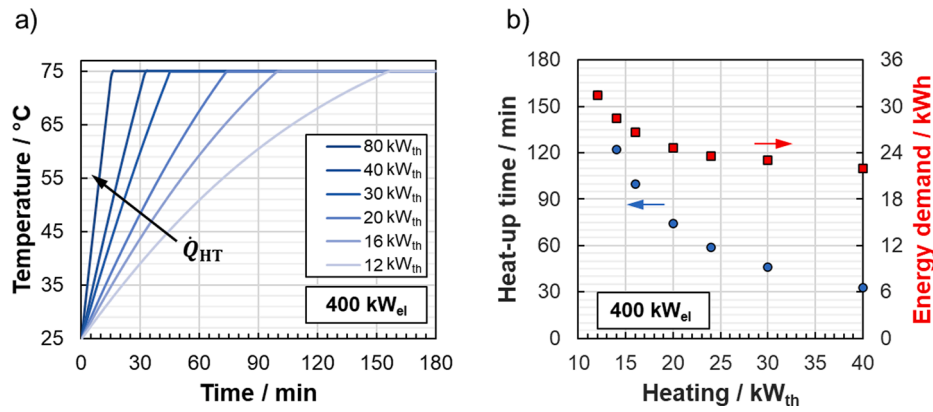 a)
Temperature / °C
75
65
55
45
35
25
0 30 60 90 120 150 180
Time / min
Q̇HT
80 kWth
40 kWth
30 kWth
20 kWth
16 kWth
12 kWth
400 kWel
b)
Heat-up time / min
180
150
120
90
60
30
0
10 15 20 25 30 35 40
Heating / kWth
400 kWel
36
30
24
18
12
6
0
Energy demand / kWh